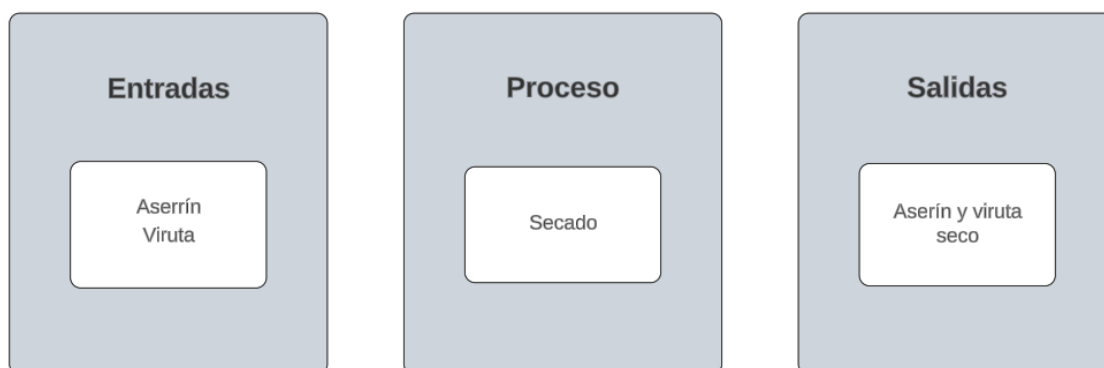 Entradas
Aserrín
Viruta
Proceso
Secado
Salidas
Aserín y viruta
seco